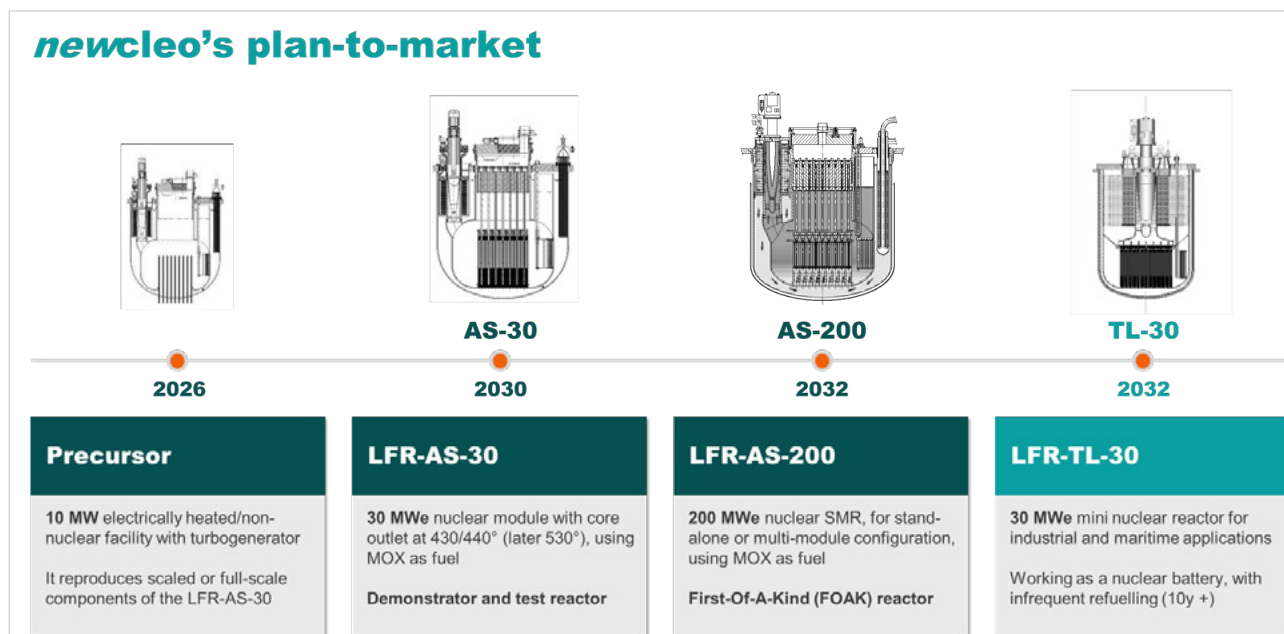 newcleo's plan-to-market
AS-30
AS-200
TL-30
2026
2030
2032
2032
Precursor
10 MW electrically heated/non-
nuclear facility with turbogenerator
It reproduces scaled or full-scale
components of the LFR-AS-30
LFR-AS-30
30 MWe nuclear module with core
outlet at 430/440° (later 530°), using
MOX as fuel
Demonstrator and test reactor
LFR-AS-200
200 MWe nuclear SMR, for stand-
alone or multi-module configuration,
using MOX as fuel
First-Of-A-Kind (FOAK) reactor
LFR-TL-30
30 MWe mini nuclear reactor for
industrial and maritime applications
Working as a nuclear battery, with
infrequent refuelling (10y +)